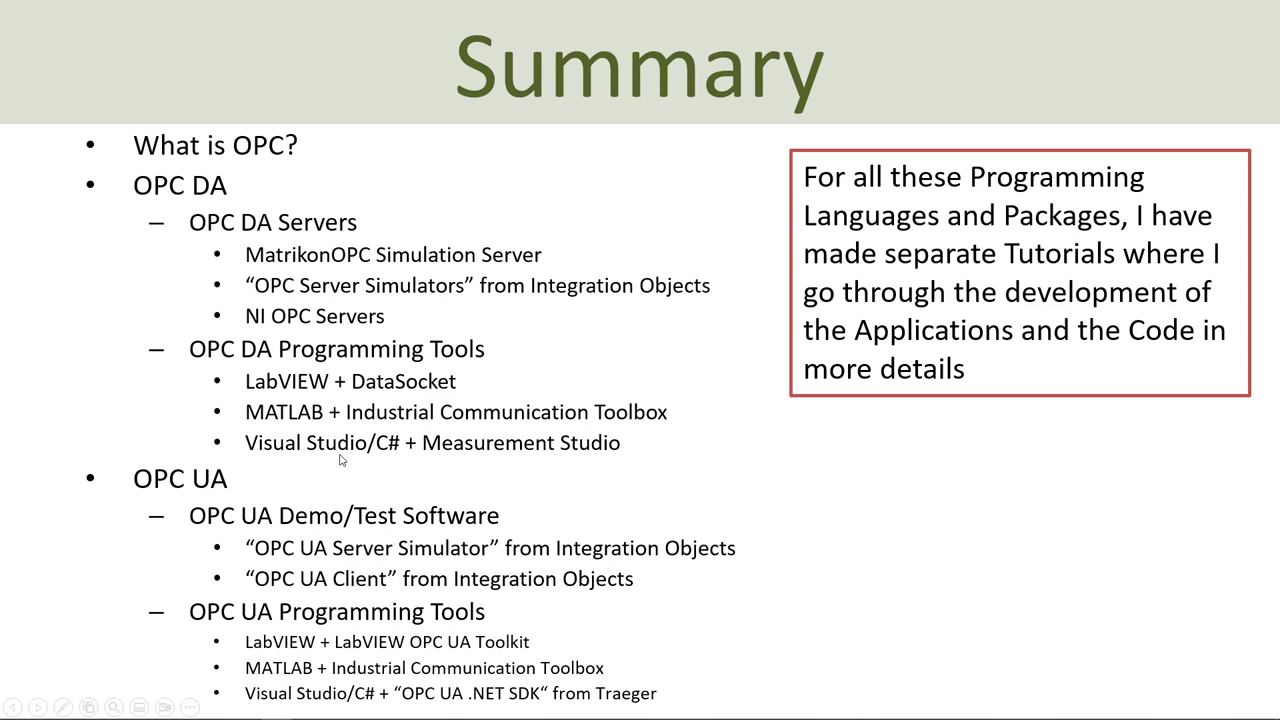 Summary
• What is OPC?
• OPC DA
– OPC DA Servers
• MatrikonOPC Simulation Server
• “OPC Server Simulators” from Integration Objects
• NI OPC Servers
– OPC DA Programming Tools
• LabVIEW + DataSocket
• MATLAB + Industrial Communication Toolbox
• Visual Studio/C# + Measurement Studio
• OPC UA
– OPC UA Demo/Test Software
• “OPC UA Server Simulator” from Integration Objects
• “OPC UA Client” from Integration Objects
– OPC UA Programming Tools
• LabVIEW + LabVIEW OPC UA Toolkit
• MATLAB + Industrial Communication Toolbox
• Visual Studio/C# + “OPC UA .NET SDK“ from Traeger
For all these Programming
Languages and Packages, I have
made separate Tutorials where I
go through the development of
the Applications and the Code in
more details